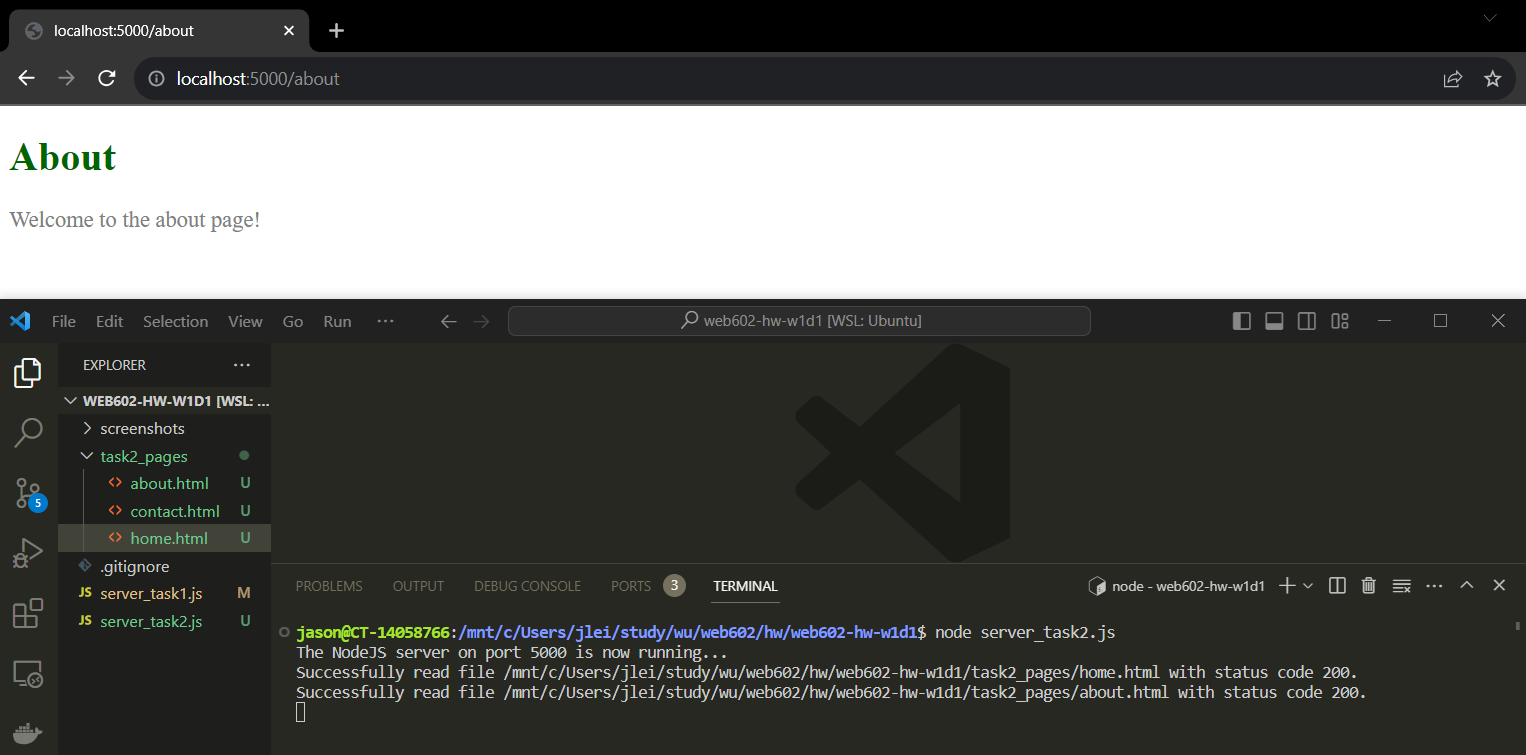 localhost:5000/about
localhost:5000/about
About
Welcome to the about page!
File Edit Selection View Go Run ··· web602-hw-w1d1 [WSL: Ubuntu]
EXPLORER ···
WEB602-HW-W1D1 [WSL: ...
screenshots
task2_pages
about.html U
contact.html U
home.html U
.gitignore
JS server_task1.js M
JS server_task2.js U
5
PROBLEMS OUTPUT DEBUG CONSOLE PORTS 3 TERMINAL node - web602-hw-w1d1 ···
jason@CT-14058766:/mnt/c/Users/jlei/study/wu/web602/hw/web602-hw-w1d1$ node server_task2.js
The NodeJS server on port 5000 is now running...
Successfully read file /mnt/c/Users/jlei/study/wu/web602/hw/web602-hw-w1d1/task2_pages/home.html with status code 200.
Successfully read file /mnt/c/Users/jlei/study/wu/web602/hw/web602-hw-w1d1/task2_pages/about.html with status code 200.